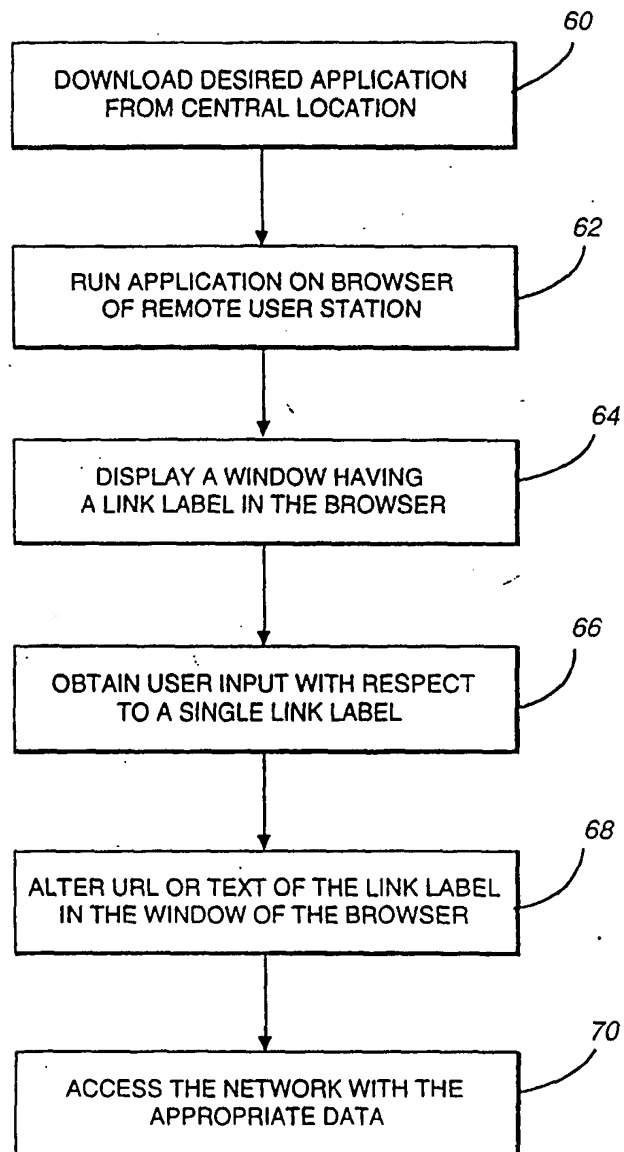 60
DOWNLOAD DESIRED APPLICATION
FROM CENTRAL LOCATION
62
RUN APPLICATION ON BROWSER
OF REMOTE USER STATION
64
DISPLAY A WINDOW HAVING
A LINK LABEL IN THE BROWSER
66
OBTAIN USER INPUT WITH RESPECT
TO A SINGLE LINK LABEL
68
ALTER URL OR TEXT OF THE LINK LABEL
IN THE WINDOW OF THE BROWSER
70
ACCESS THE NETWORK WITH THE
APPROPRIATE DATA